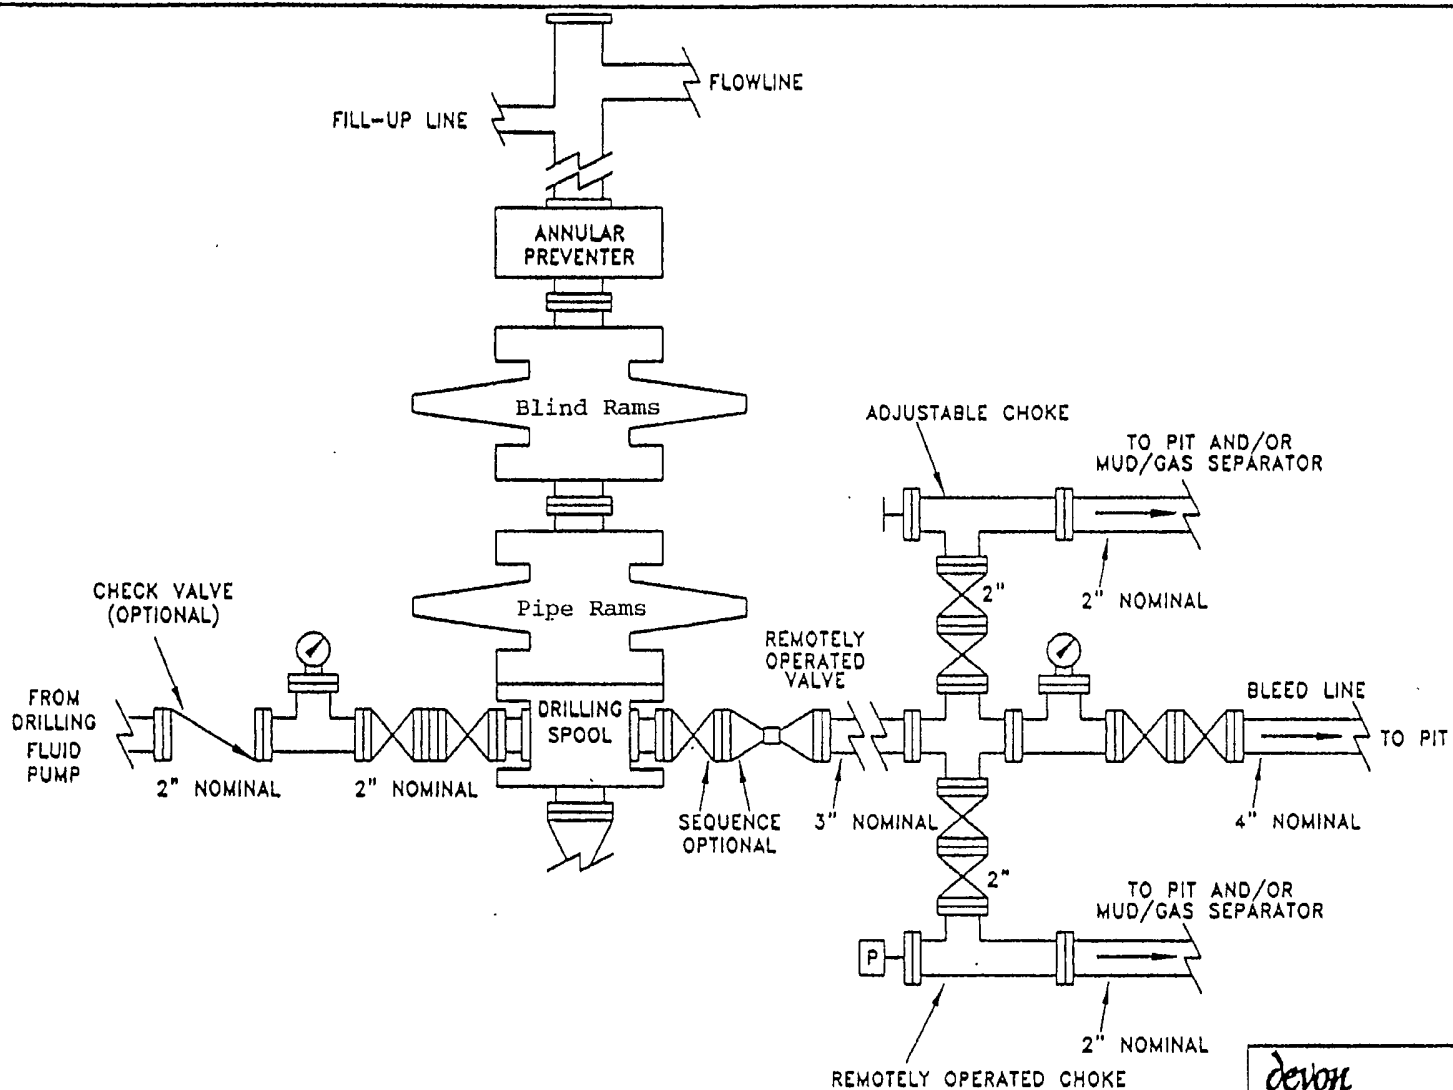 FLOWLINE
FILL-UP LINE
ANNULAR
PREVENTER
Blind Rams
ADJUSTABLE CHOKE
TO PIT AND/OR
MUD/GAS SEPARATOR
2"
2" NOMINAL
Pipe Rams
CHECK VALVE
(OPTIONAL)
REMOTELY
OPERATED
VALVE
FROM
DRILLING
FLUID
PUMP
DRILLING
SPOOL
BLEED LINE
TO PIT
2" NOMINAL
2" NOMINAL
SEQUENCE
OPTIONAL
3" NOMINAL
4" NOMINAL
2"
TO PIT AND/OR
MUD/GAS SEPARATOR
P
2" NOMINAL
REMOTELY OPERATED CHOKE
devon